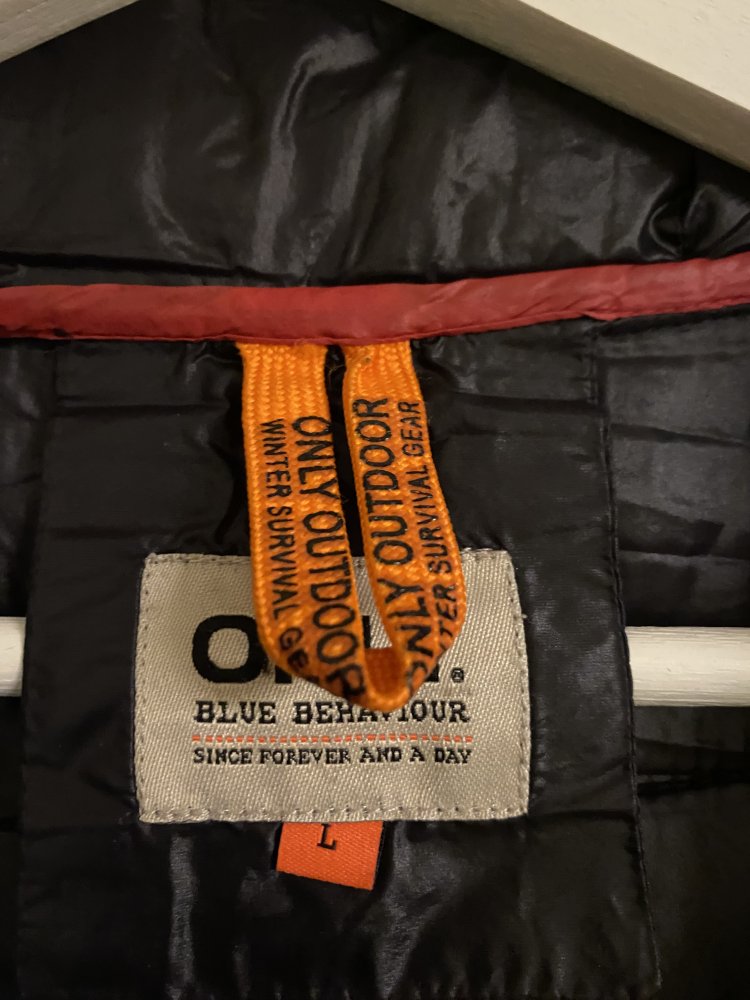 ONLY OUTDOOR
WINTER SURVIVAL GEAR
ONLY OUTDOOR
SURVIVAL GEAR
BLUE BEHAVIOUR
SINCE FOREVER AND A DAY
L